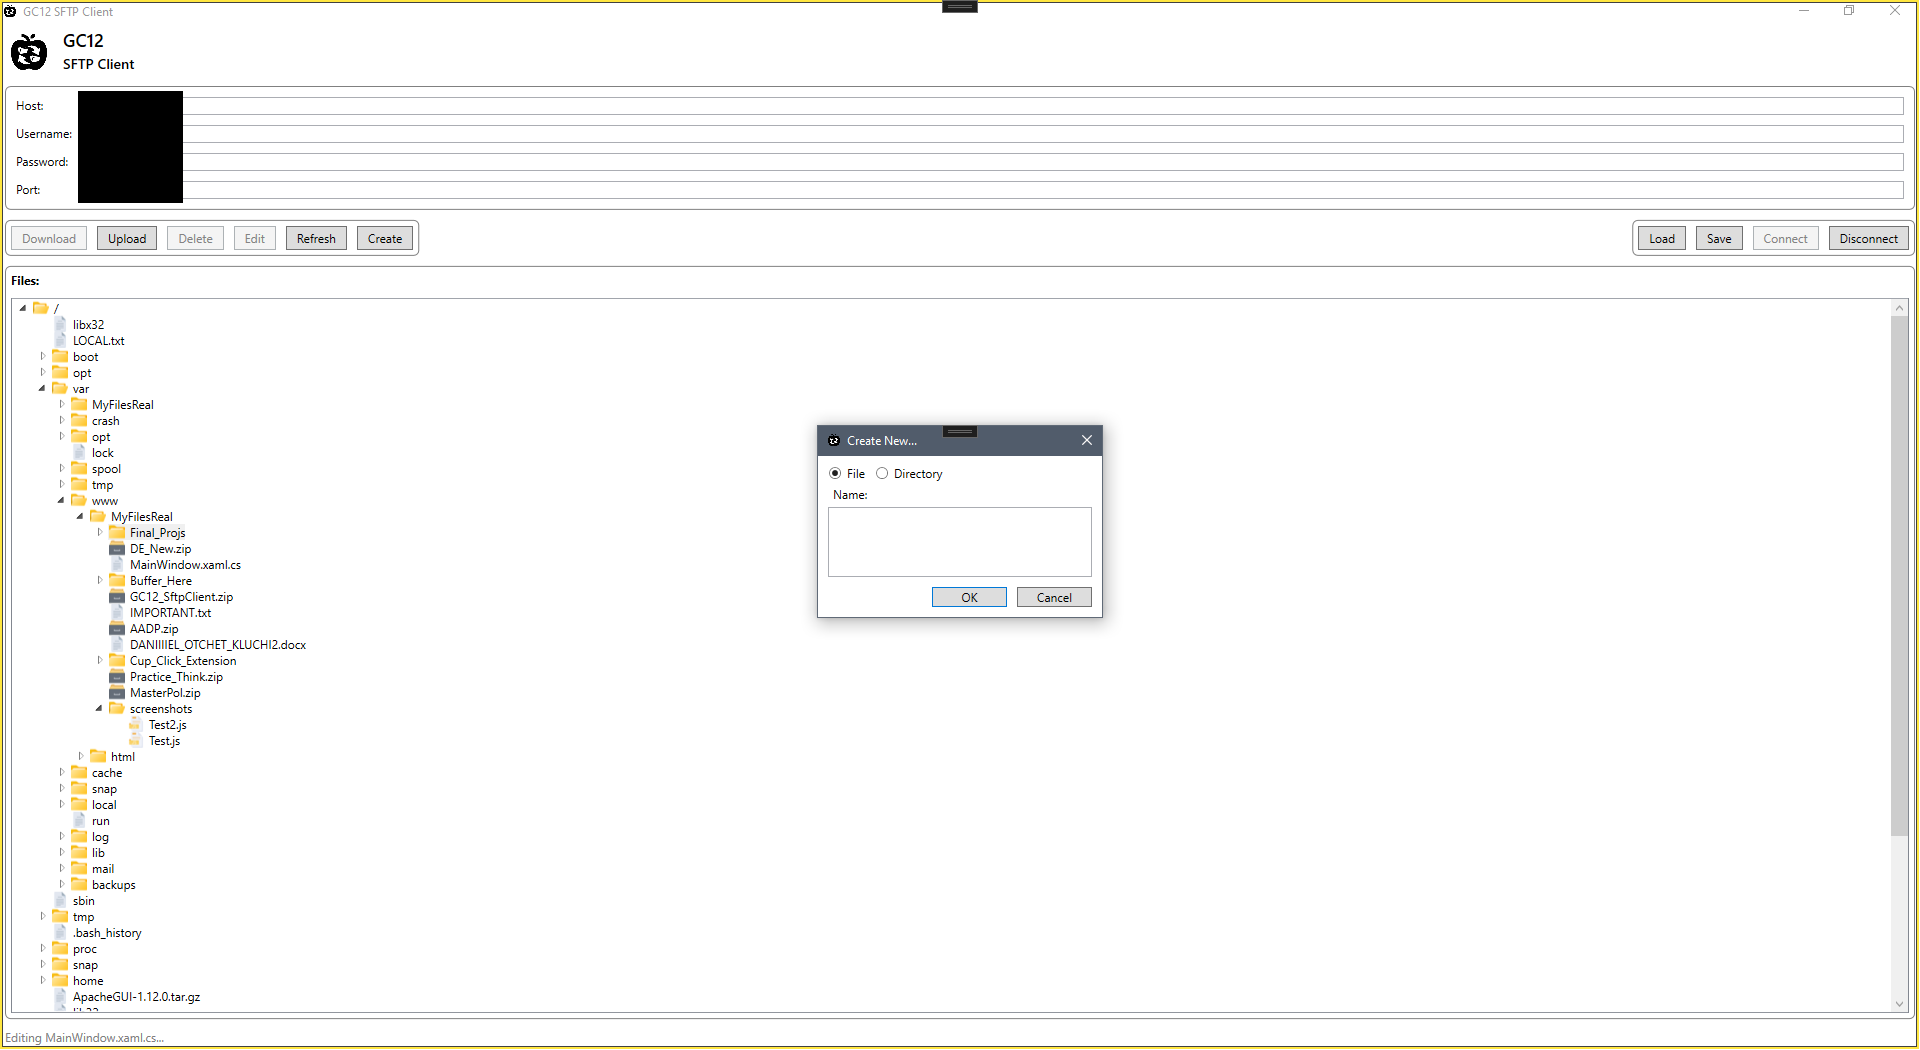 GC12 SFTP Client
GC12
SFTP Client
Host:
Username:
Password:
Port:
Download Upload Delete Edit Refresh Create
Load Save Connect Disconnect
Files:
/
libx32
LOCAL.txt
boot
opt
var
MyFilesReal
crash
opt
lock
spool
tmp
www
MyFilesReal
Final_Projs
DE_New.zip
MainWindow.xaml.cs
Buffer_Here
GC12_SftpClient.zip
IMPORTANT.txt
AADP.zip
DANIIIIEL_OTCHET_KLUCHI2.docx
Cup_Click_Extension
Practice_Think.zip
MasterPol.zip
screenshots
Test2.js
Test.js
html
cache
snap
local
run
log
lib
mail
backups
sbin
tmp
.bash_history
proc
snap
home
ApacheGUI-1.12.0.tar.gz
Create New...
File Directory
Name:
OK Cancel
Editing MainWindow.xaml.cs...